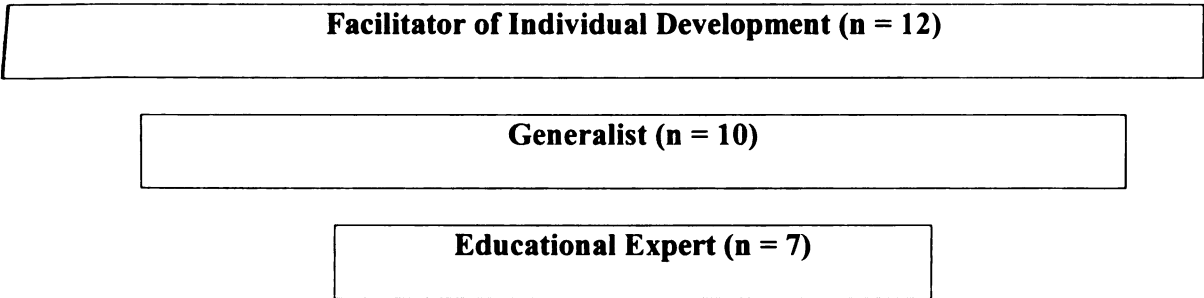 Facilitator of Individual Development (n = 12)
Generalist (n = 10)
Educational Expert (n = 7)